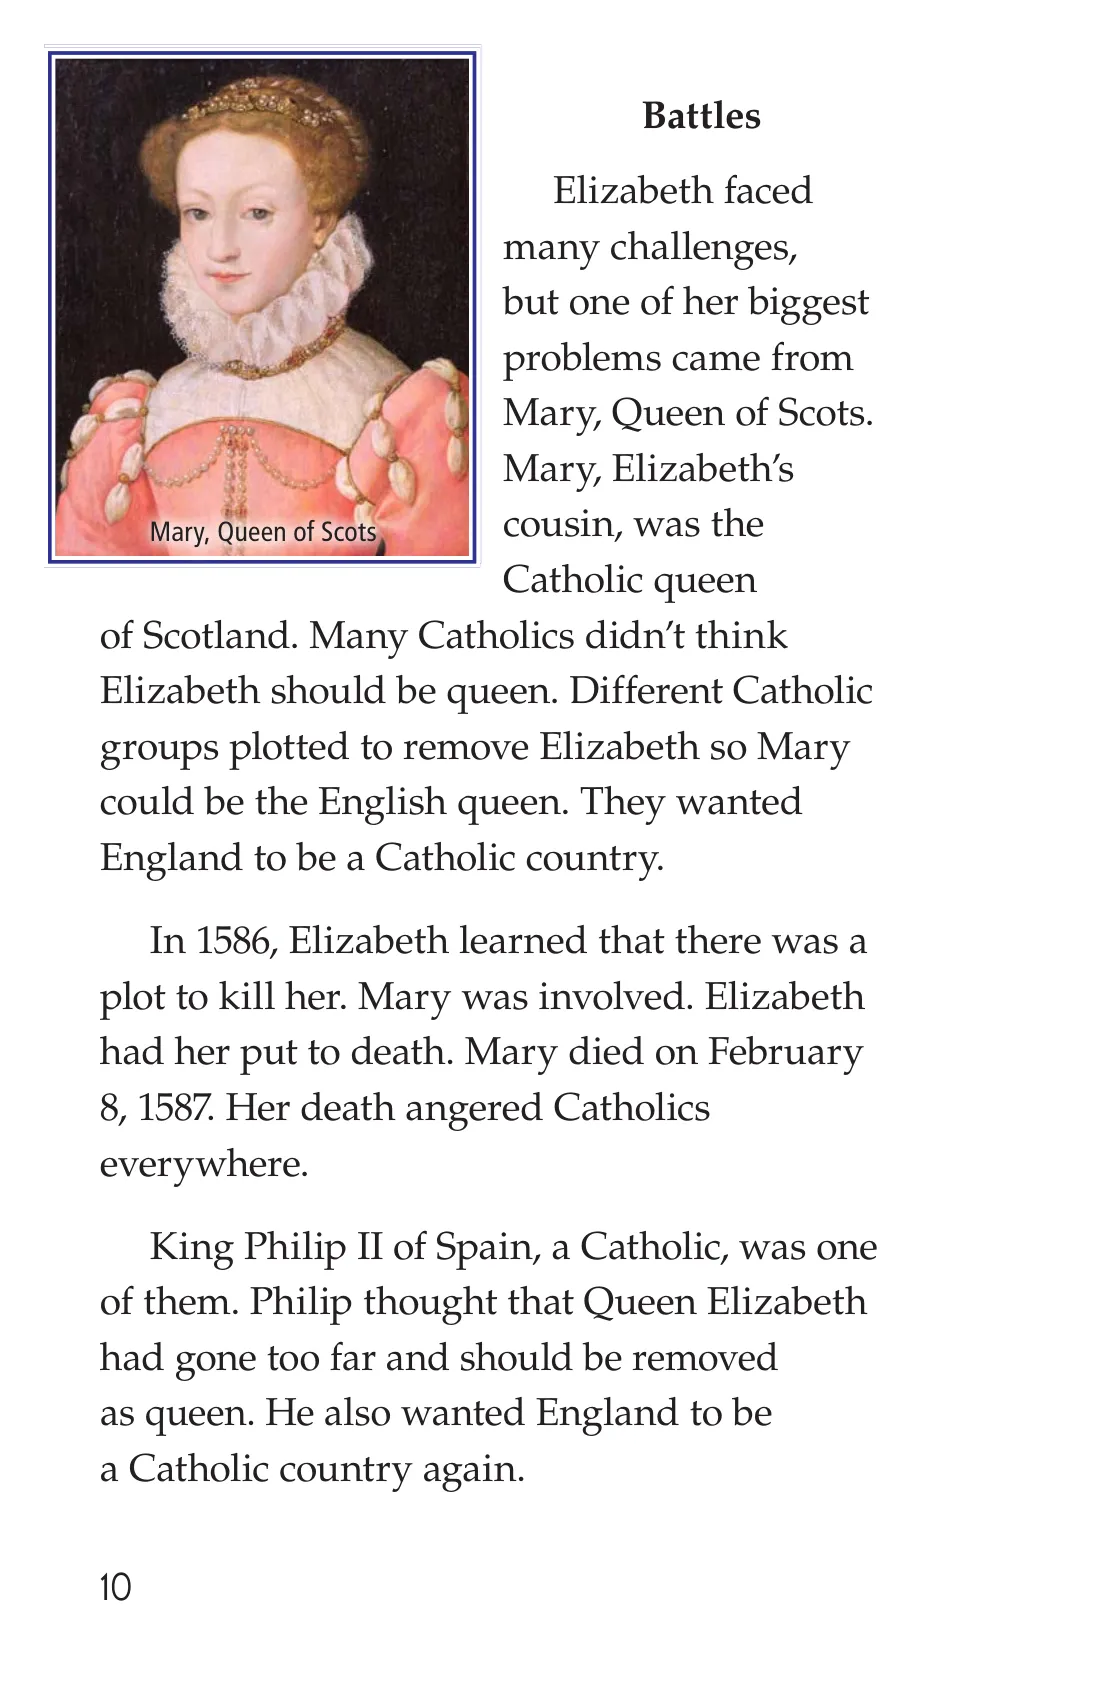 Battles
Elizabeth faced
many challenges,
but one of her biggest
problems came from
Mary, Queen of Scots.
Mary, Elizabeth’s
cousin, was the
Catholic queen
Mary, Queen of Scots
of Scotland. Many Catholics didn’t think
Elizabeth should be queen. Different Catholic
groups plotted to remove Elizabeth so Mary
could be the English queen. They wanted
England to be a Catholic country.
In 1586, Elizabeth learned that there was a
plot to kill her. Mary was involved. Elizabeth
had her put to death. Mary died on February
8, 1587. Her death angered Catholics
everywhere.
King Philip II of Spain, a Catholic, was one
of them. Philip thought that Queen Elizabeth
had gone too far and should be removed
as queen. He also wanted England to be
a Catholic country again.
10